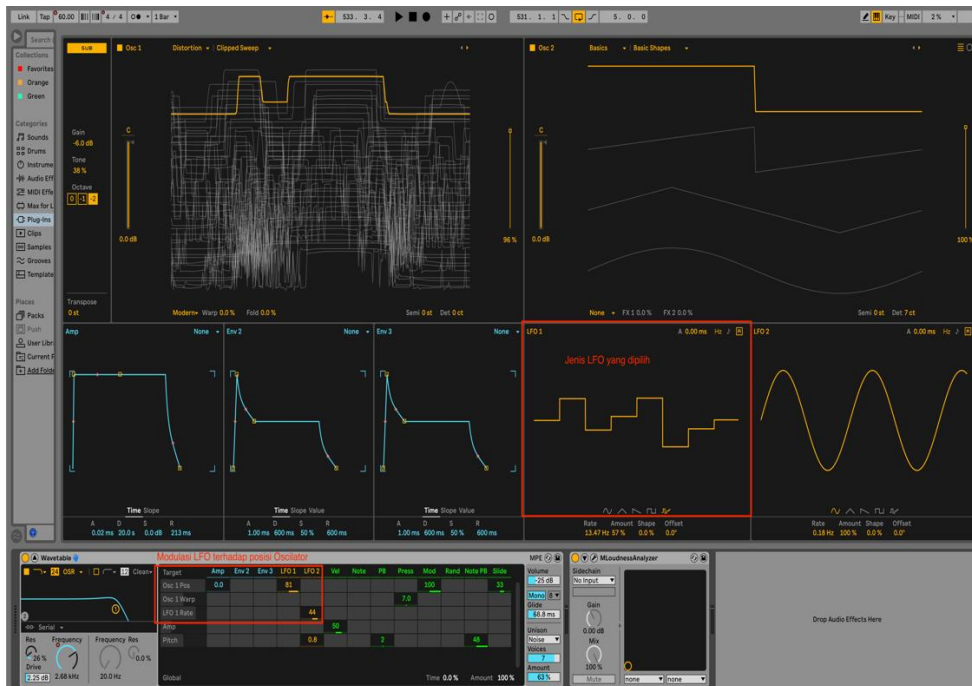 Link Tap 60.00 4 / 4 1 Bar 533. 3. 4 531. 1. 1 5. 0. 0 Key MIDI 2 %
Search
Collections
Favorites
Orange
Green
Categories
Sounds
Drums
Instrume
Audio Eff
MIDI Effe
Max for L
Plug-Ins
Clips
Samples
Grooves
Template
Places
Packs
Push
User Libr
Current P
Add Folde
SUB
Gain
-6.0 dB
Tone
38 %
Octave
0 -1 -2
Transpose
0 st
Osc 1 Distortion Clipped Sweep
C
0.0 dB
96 %
Modern Warp 0.0 % Fold 0.0 % Semi 0 st Det 0 ct
Osc 2 Basics Basic Shapes
C
0.0 dB
100 %
None FX 1 0.0 % FX 2 0.0 % Semi 0 st Det 7 ct
Amp None
Time Slope
A D S R
0.02 ms 20.0 s 0.0 dB 213 ms
Env 2 None
Time Slope Value
A D S R
1.00 ms 600 ms 50 % 600 ms
Env 3 None
Time Slope Value
A D S R
1.00 ms 600 ms 50 % 600 ms
LFO 1 A 0.00 ms Hz R
Jenis LFO yang dipilih
Rate Amount Shape Offset
13.47 Hz 57 % 0.0 % 0.0°
LFO 2 A 0.00 ms Hz R
Rate Amount Shape Offset
0.18 Hz 100 % 0.0 % 0.0°
Wavetable
24 OSR 12 Clean
1
2
Serial
Res Frequency Frequency Res
26 % 0.0 %
Drive
2.25 dB 2.68 kHz 20.0 Hz
Modulasi LFO terhadap posisi Oscilator
Target Amp Env 2 Env 3 LFO 1 LFO 2 Vel Note PB Press Mod Rand Note PB Slide
Osc 1 Pos 0.0 81 100 33
Osc 1 Warp 7.0
LFO 1 Rate 44
Amp 50
Pitch 0.8 2 48
Global Time 0.0 % Amount 100 %
MPE
Volume
-25 dB
Mono 8
Glide
68.8 ms
Unison
Noise
Voices
7
Amount
63 %
MLoudnessAnalyzer
Sidechain
No Input
Gain
0.00 dB
Mix
100 %
Mute none none
Drop Audio Effects Here